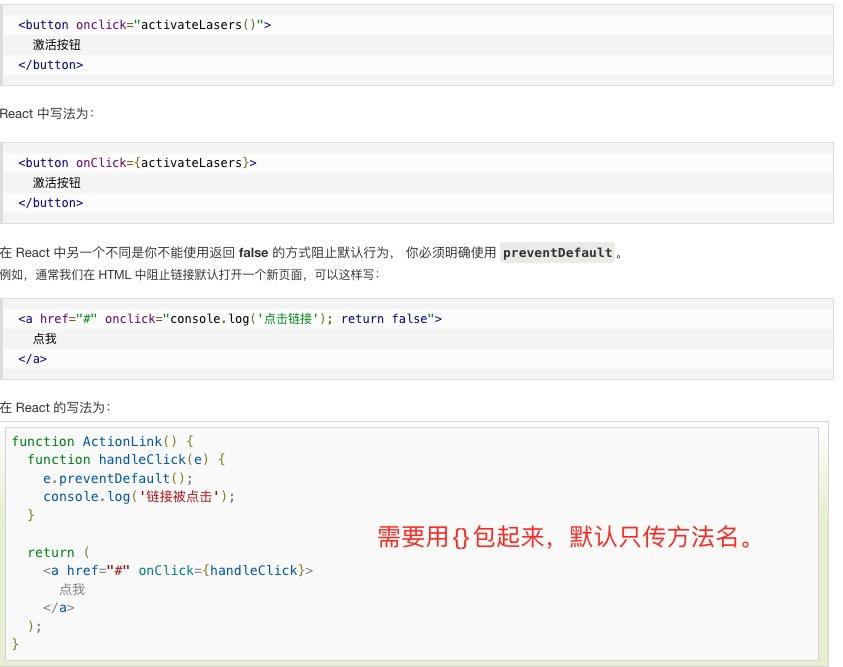 <button onclick="activateLasers()">
激活按钮
</button>
React 中写法为：
<button onClick={activateLasers}>
激活按钮
</button>
在 React 中另一个不同是你不能使用返回 false 的方式阻止默认行为， 你必须明确使用 preventDefault 。
例如，通常我们在 HTML 中阻止链接默认打开一个新页面，可以这样写：
<a href="#" onclick="console.log('点击链接'); return false">
点我
</a>
在 React 的写法为：
function ActionLink() {
function handleClick(e) {
e.preventDefault();
console.log('链接被点击');
}
需要用{}包起来，默认只传方法名。
return (
<a href="#" onClick={handleClick}>
点我
</a>
);
}